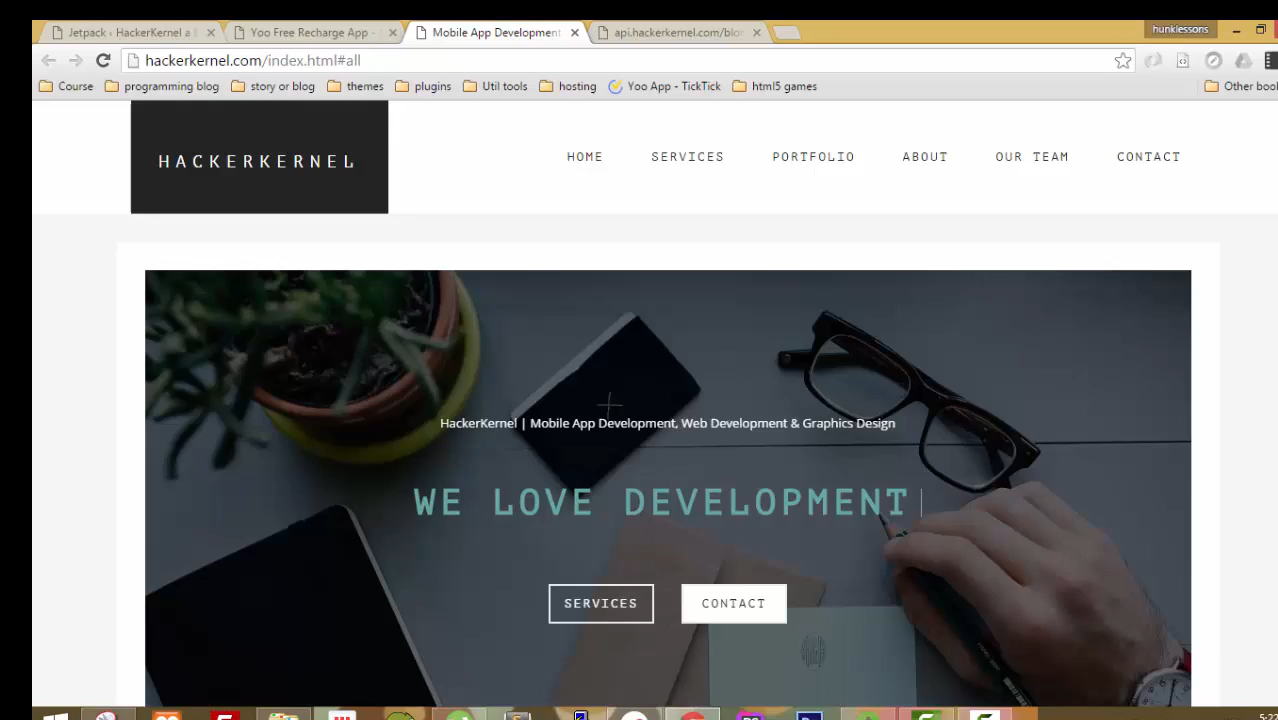 Jetpack ‹ HackerKernel a
Yoo Free Recharge App -
Mobile App Development
api.hackerkernel.com/blo
hunklessons
hackerkernel.com/index.html#all
Course
programming blog
story or blog
themes
plugins
Util tools
hosting
Yoo App - TickTick
html5 games
Other boo
HACKERKERNEL
HOME
SERVICES
PORTFOLIO
ABOUT
OUR TEAM
CONTACT
HackerKernel | Mobile App Development, Web Development & Graphics Design
WE LOVE DEVELOPMENT
SERVICES
CONTACT